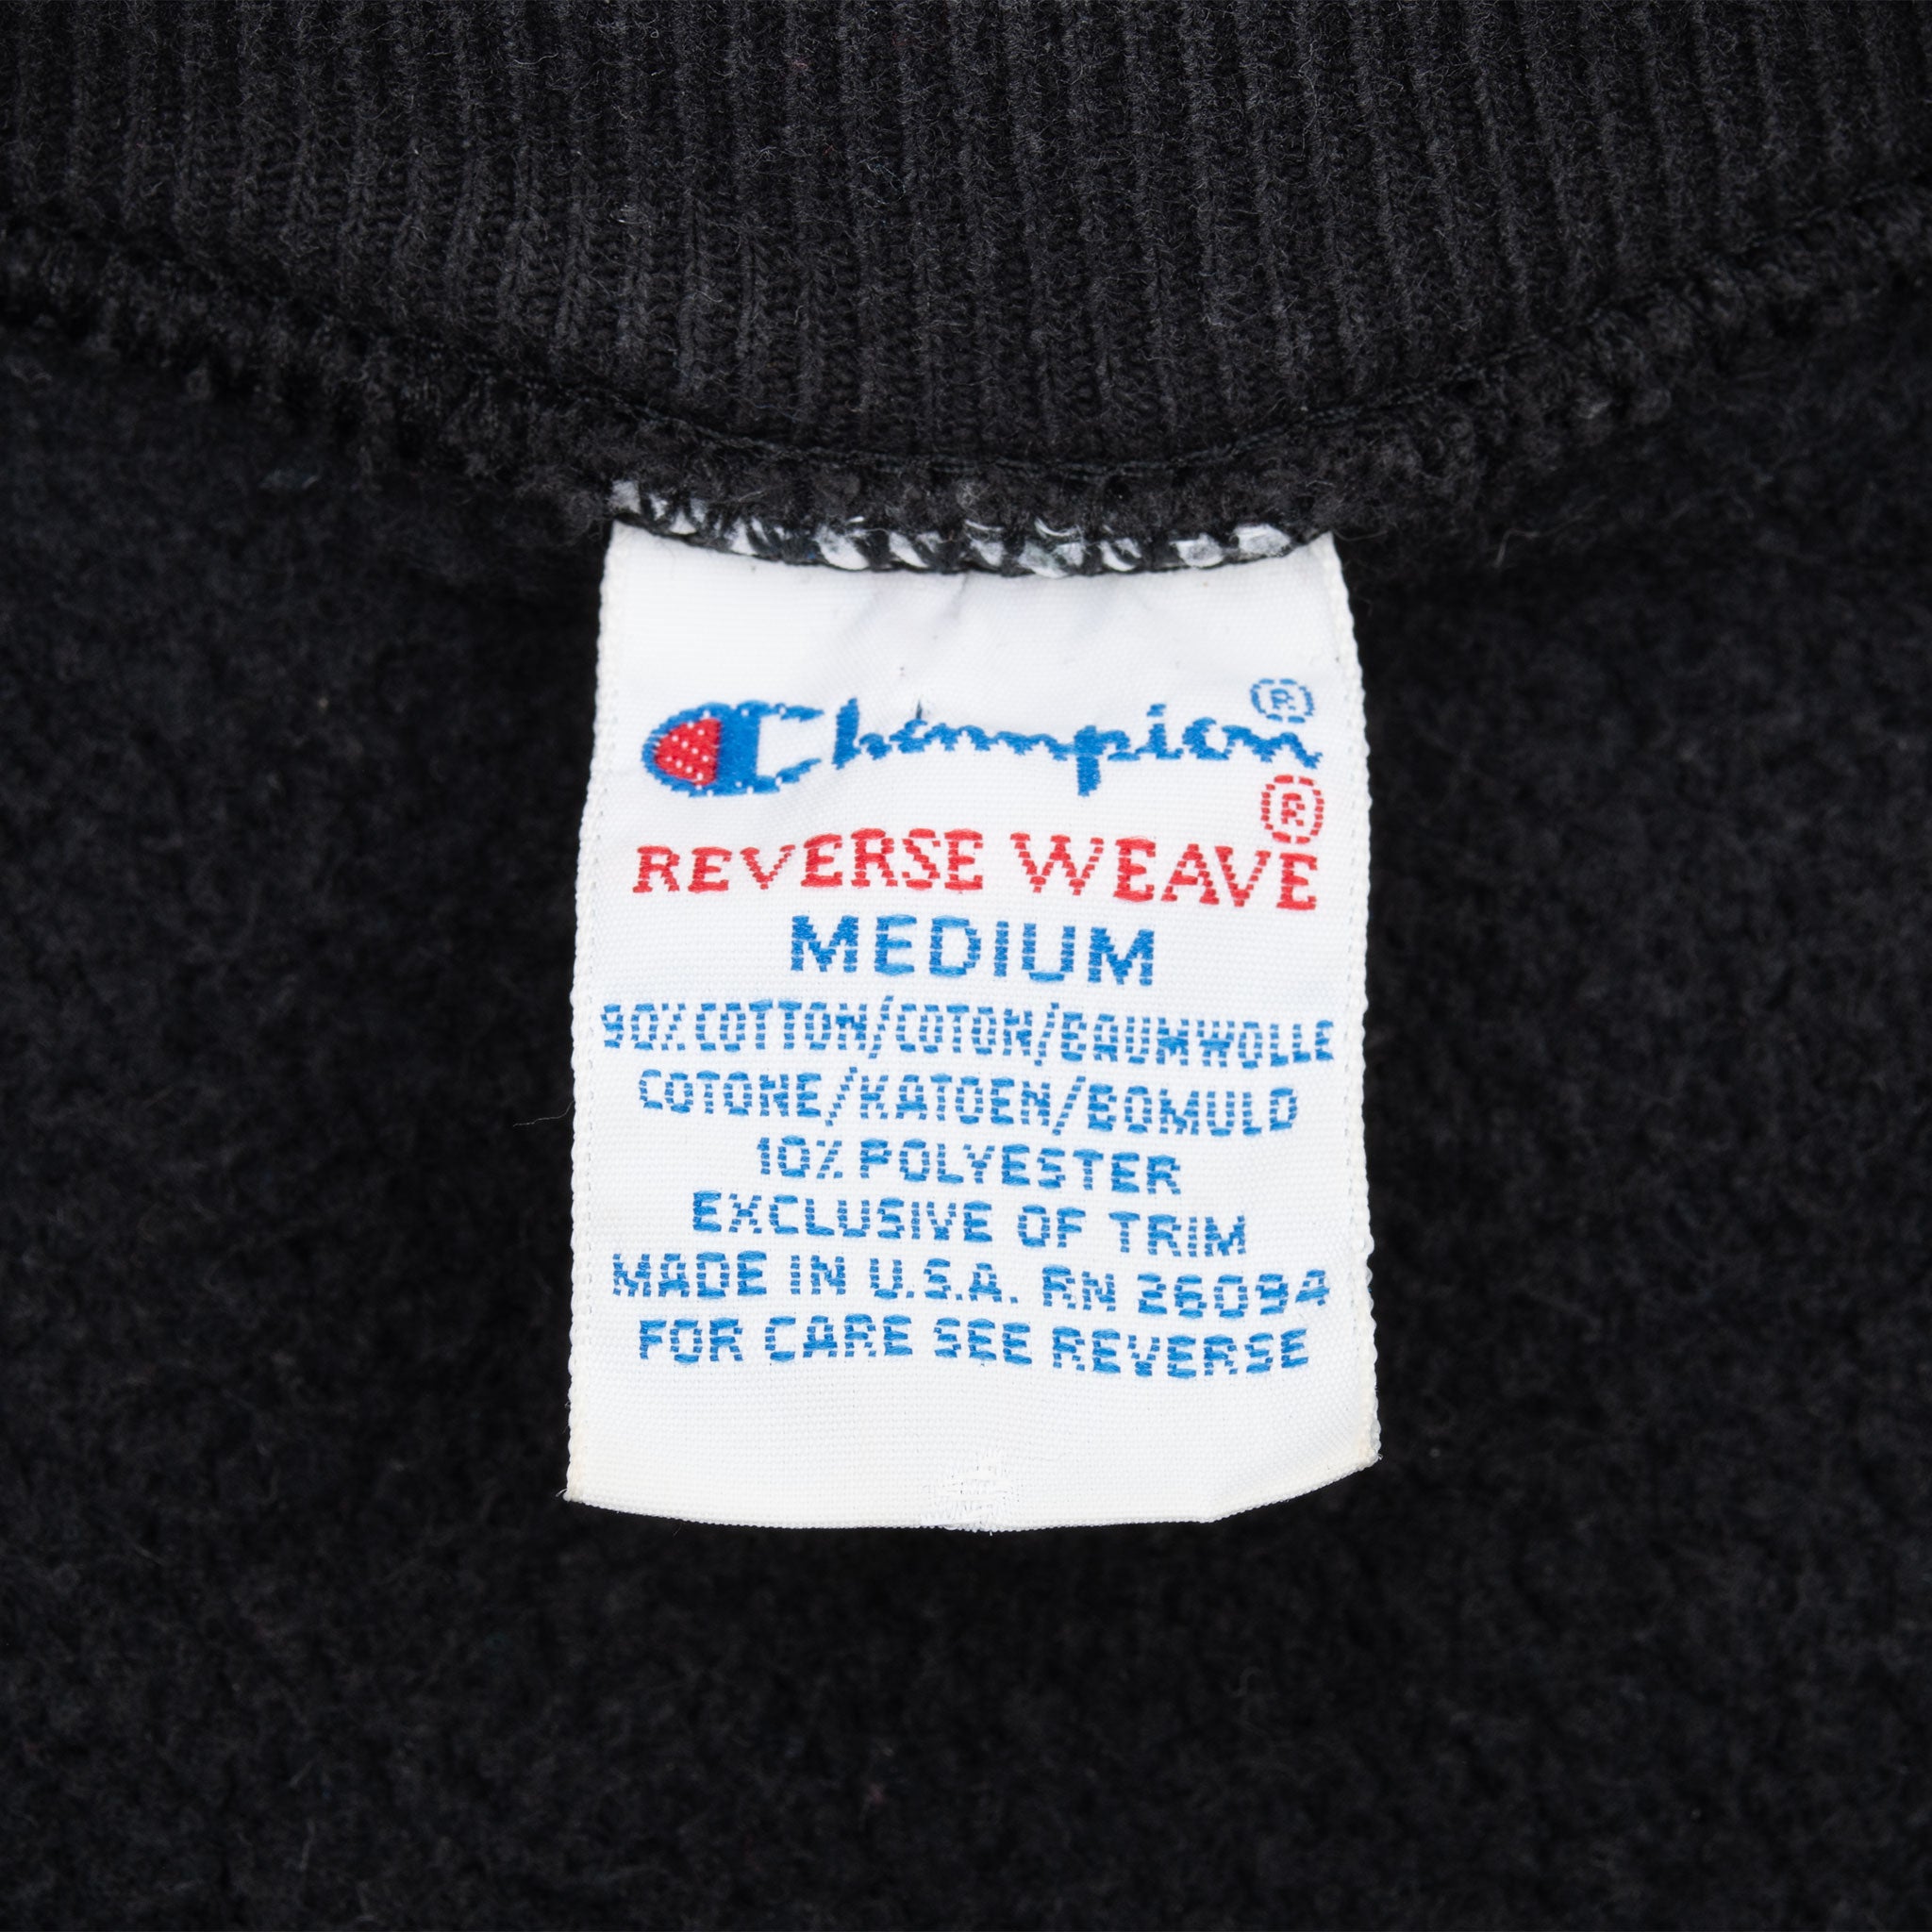 Champion®
REVERSE WEAVE®
MEDIUM
90% COTTON/COTON/BAUMWOLLE
COTONE/KATOEN/BOMULD
10% POLYESTER
EXCLUSIVE OF TRIM
MADE IN U.S.A. RN 26094
FOR CARE SEE REVERSE